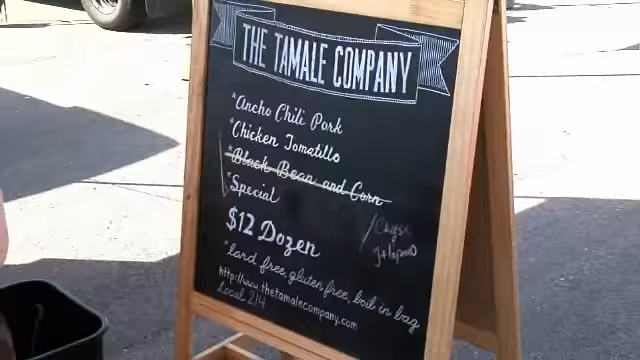 THE TAMALE COMPANY
*Ancho Chili Pork
*Chicken Tomatillo
*Black Bean and Corn
*Special
/Cheese
Jalapeno
$12 Dozen
*lard free, gluten free, boil in bag
http://www.thetamalecompany.com
local 214